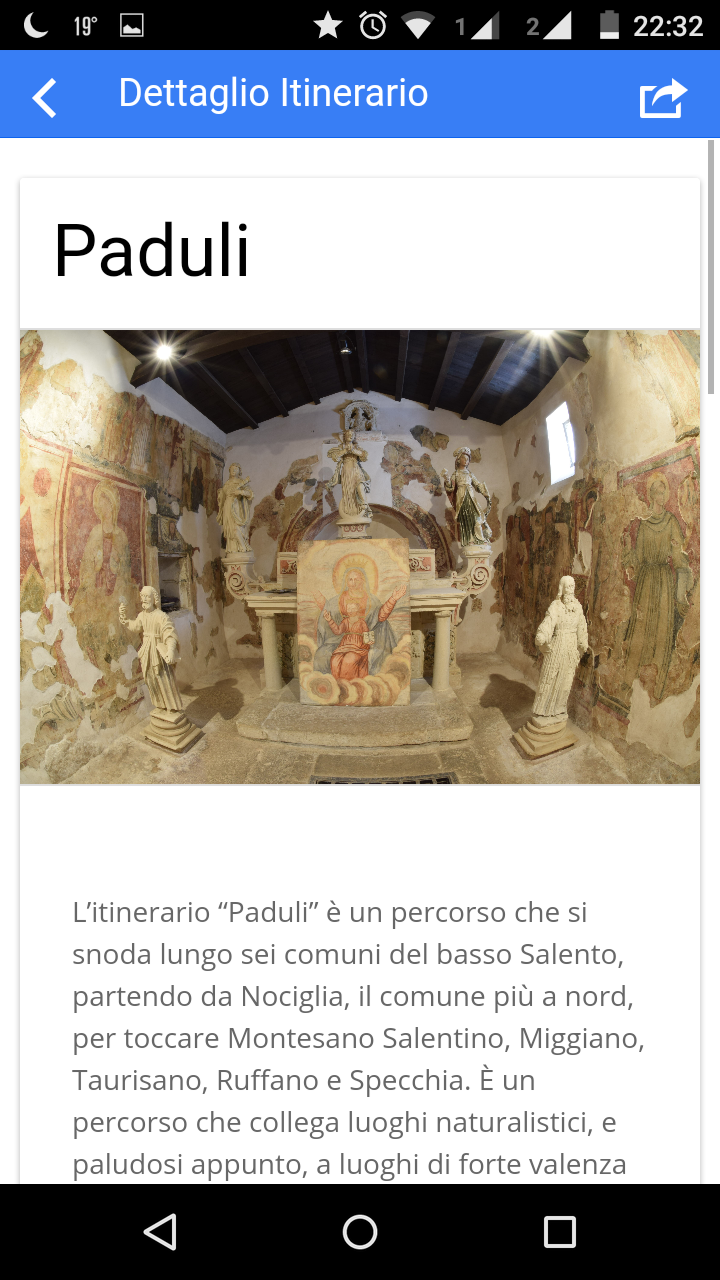 19°
1
2
22:32
Dettaglio Itinerario
Paduli
L’itinerario “Paduli” è un percorso che si
snoda lungo sei comuni del basso Salento,
partendo da Nociglia, il comune più a nord,
per toccare Montesano Salentino, Miggiano,
Taurisano, Ruffano e Specchia. È un
percorso che collega luoghi naturalistici, e
paludosi appunto, a luoghi di forte valenza